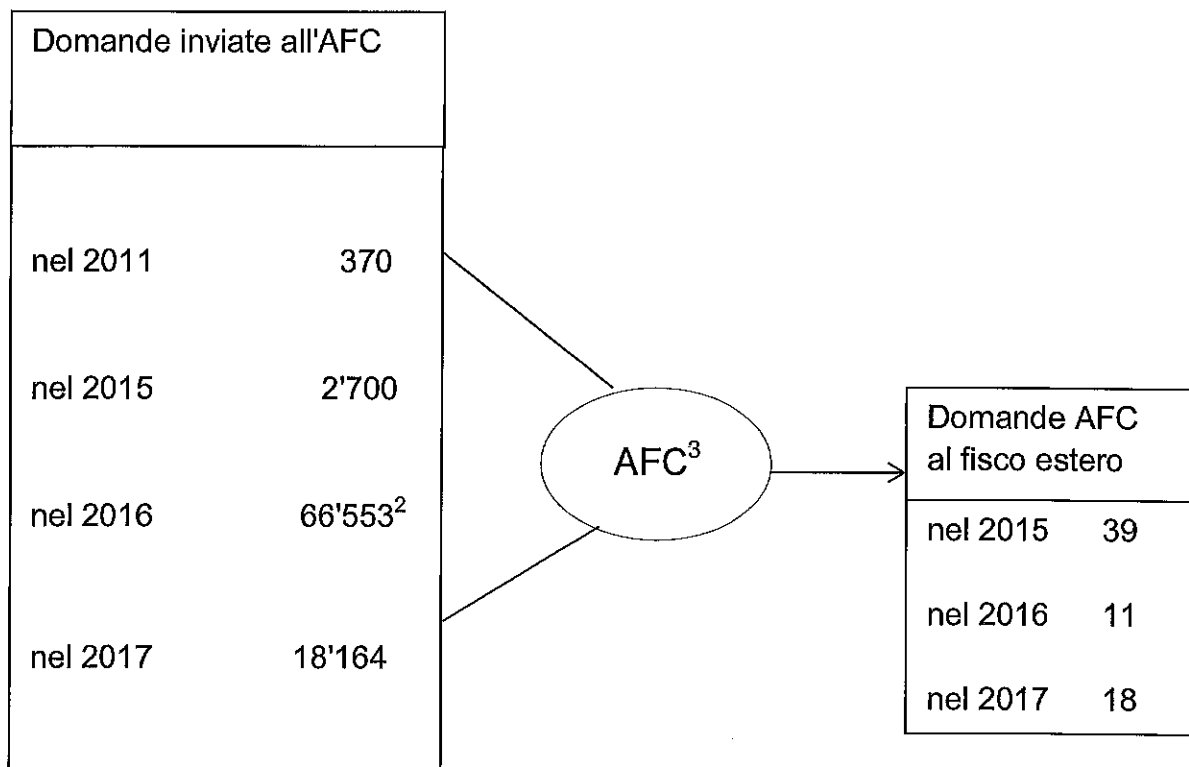 Domande inviate all'AFC
nel 2011 370
nel 2015 2'700
nel 2016 66'553²
nel 2017 18'164
AFC³
Domande AFC
al fisco estero
nel 2015 39
nel 2016 11
nel 2017 18